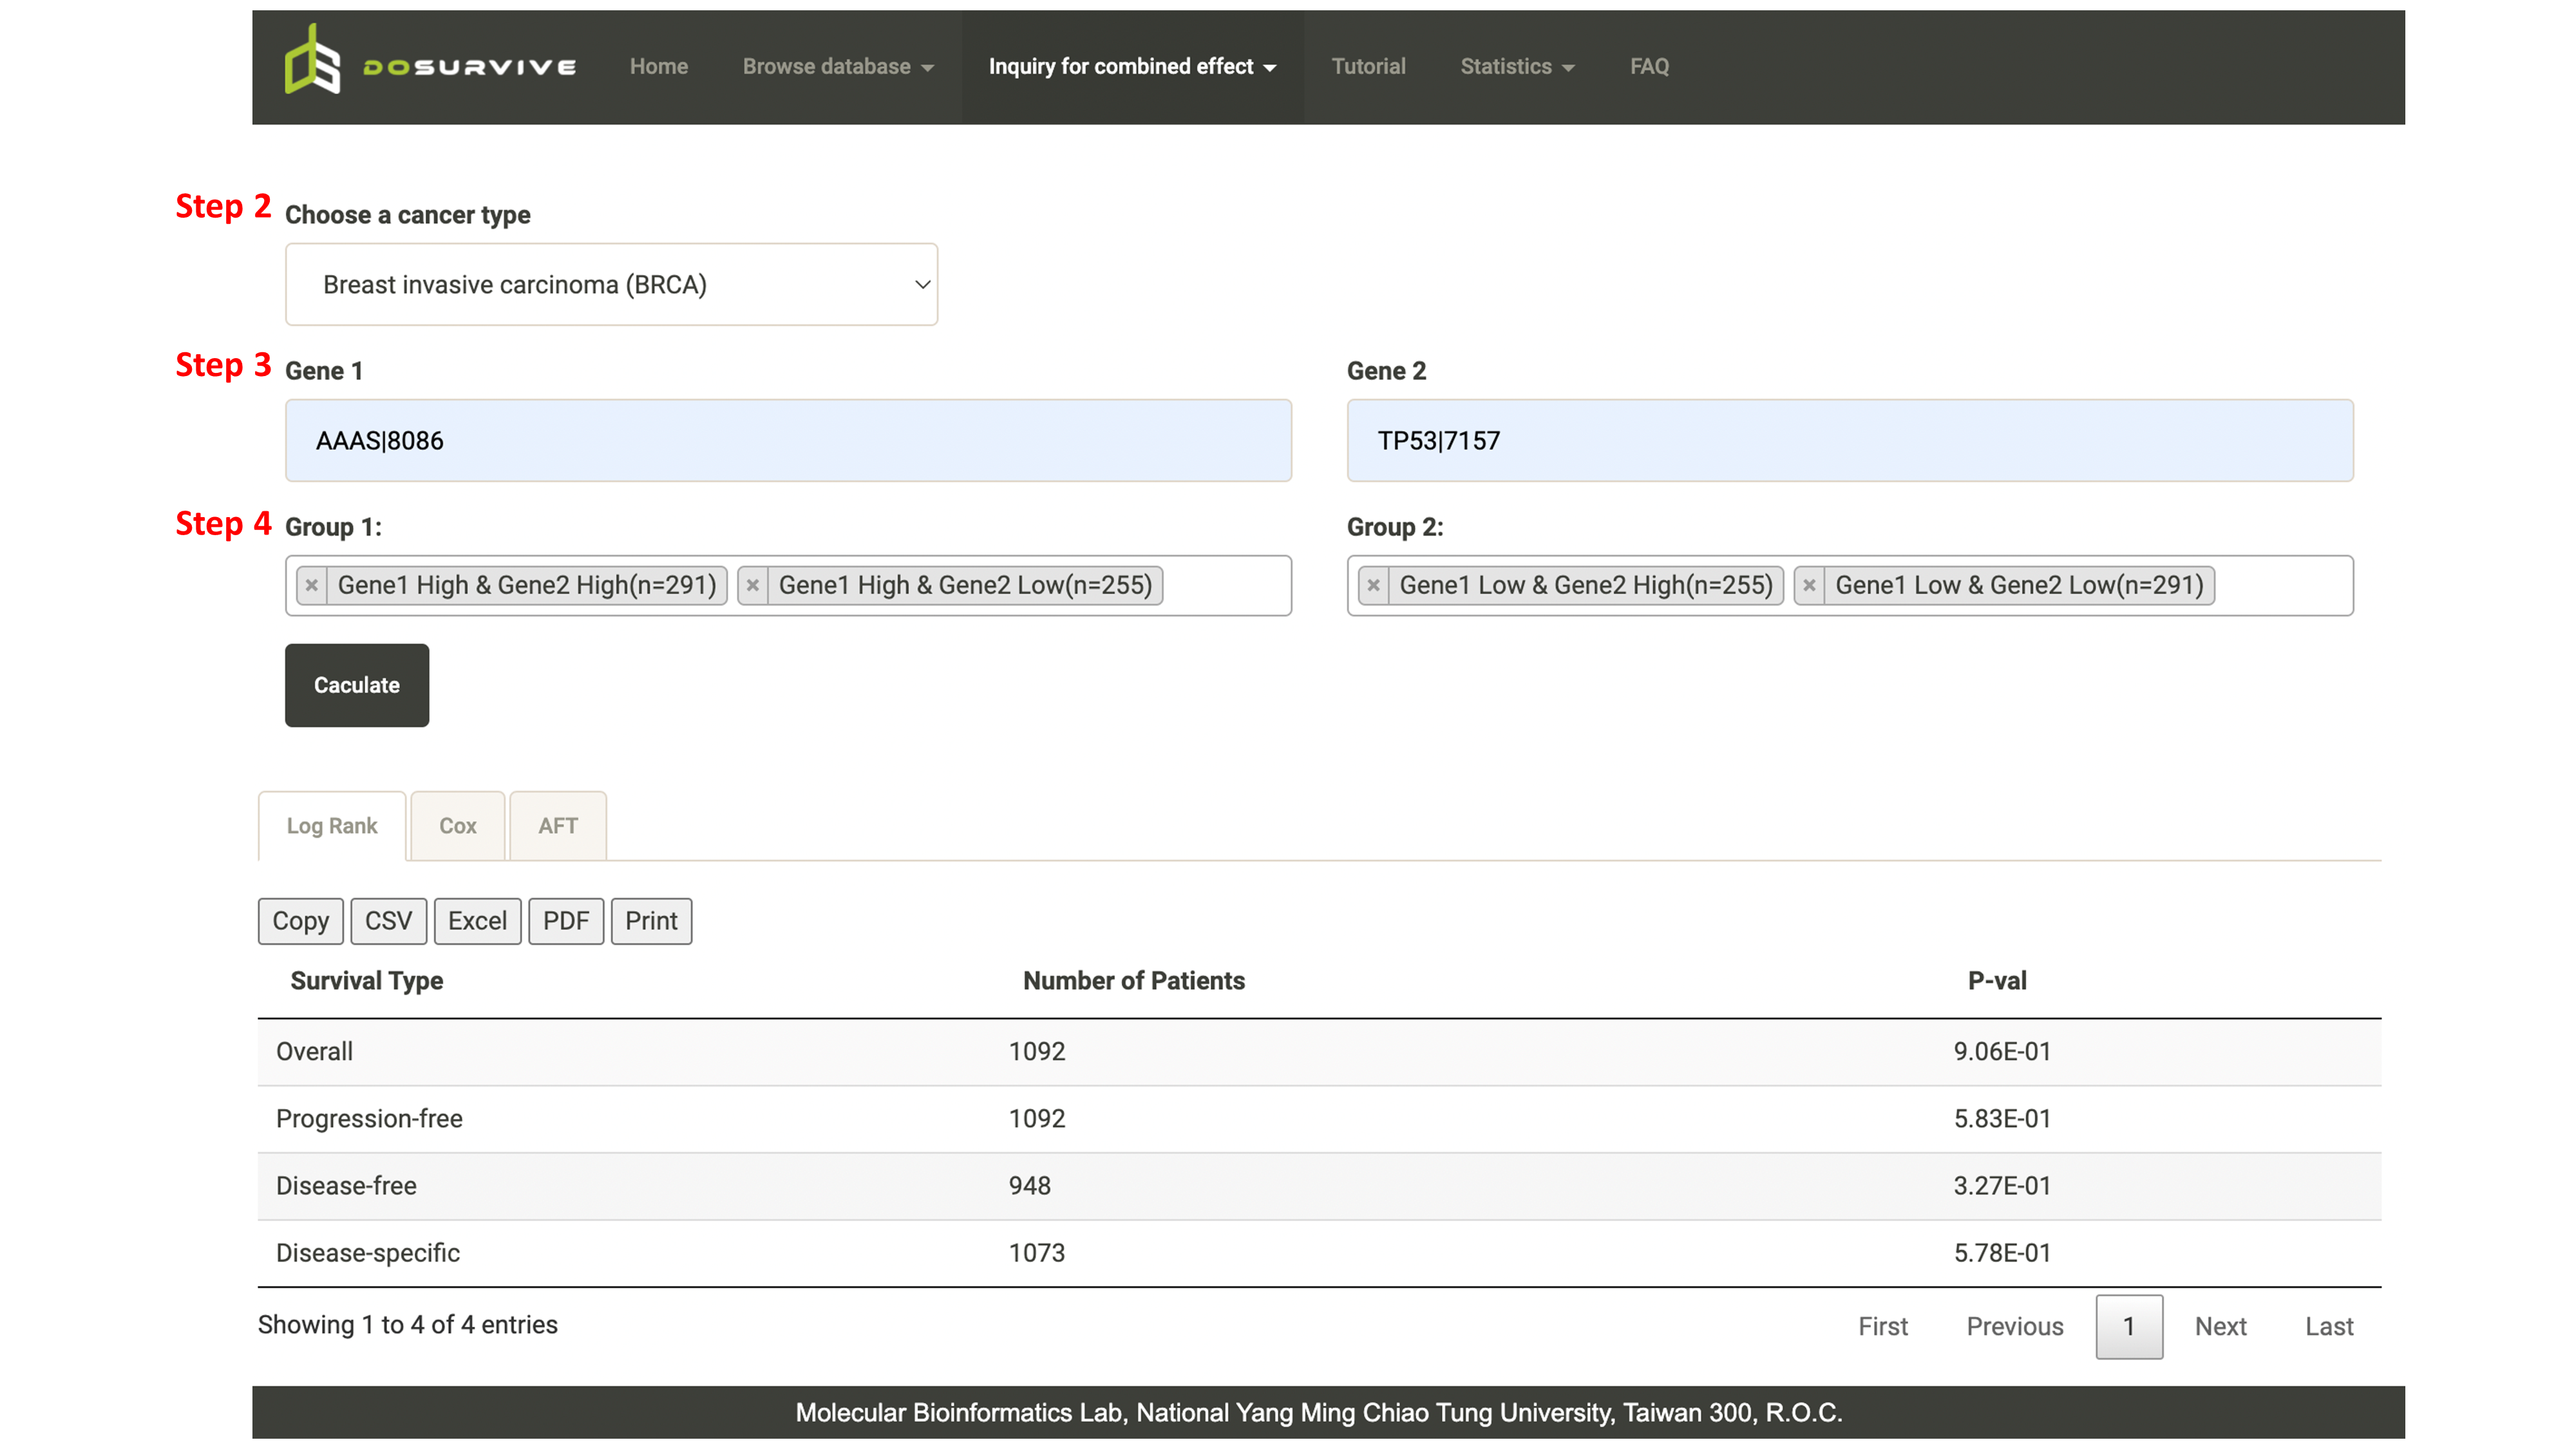 DOSURVIVE Home Browse database Inquiry for combined effect Tutorial Statistics FAQ
Step 2 Choose a cancer type
Breast invasive carcinoma (BRCA)
Step 3 Gene 1 Gene 2
AAAS|8086 TP53|7157
Step 4 Group 1: Group 2:
× Gene1 High & Gene2 High(n=291) × Gene1 High & Gene2 Low(n=255) × Gene1 Low & Gene2 High(n=255) × Gene1 Low & Gene2 Low(n=291)
Caculate
Log Rank Cox AFT
Copy CSV Excel PDF Print
Survival Type Number of Patients P-val
Overall 1092 9.06E-01
Progression-free 1092 5.83E-01
Disease-free 948 3.27E-01
Disease-specific 1073 5.78E-01
Showing 1 to 4 of 4 entries First Previous 1 Next Last
Molecular Bioinformatics Lab, National Yang Ming Chiao Tung University, Taiwan 300, R.O.C.